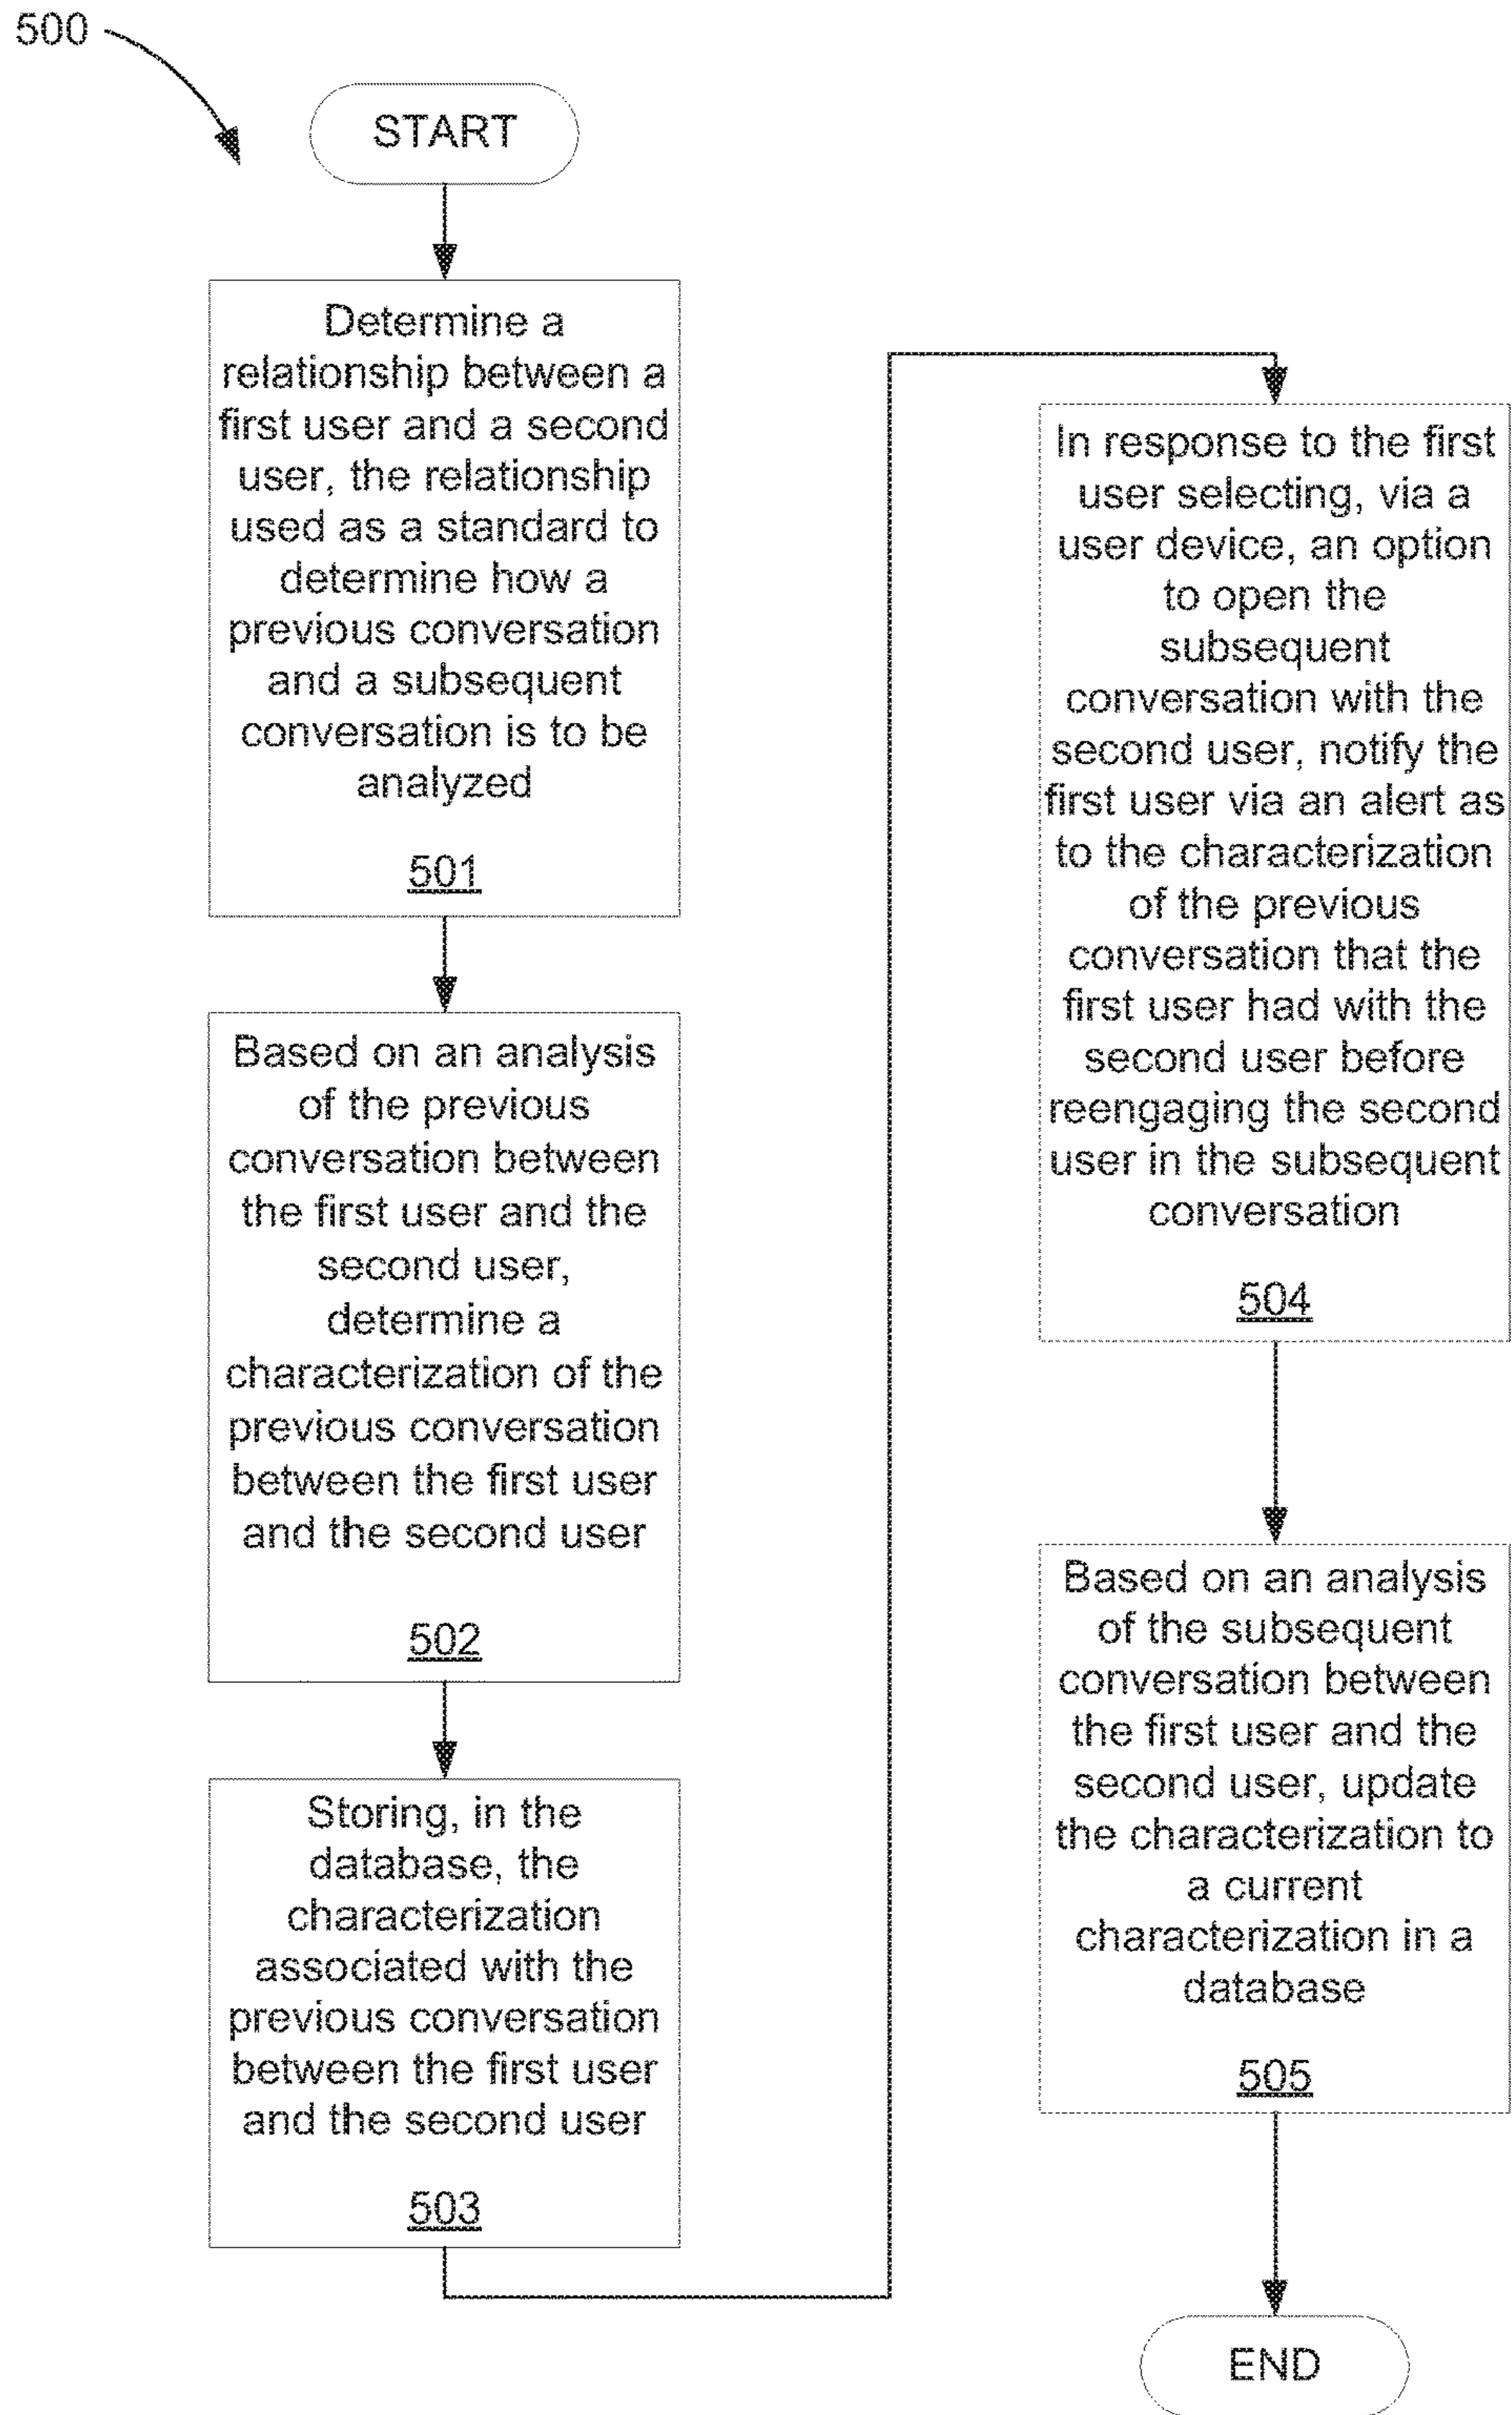 500
START
Determine a
relationship between a
first user and a second
user, the relationship
used as a standard to
determine how a
previous conversation
and a subsequent
conversation is to be
analyzed
501
Based on an analysis
of the previous
conversation between
the first user and the
second user,
determine a
characterization of the
previous conversation
between the first user
and the second user
502
Storing, in the
database, the
characterization
associated with the
previous conversation
between the first user
and the second user
503
In response to the first
user selecting, via a
user device, an option
to open the
subsequent
conversation with the
second user, notify the
first user via an alert as
to the characterization
of the previous
conversation that the
first user had with the
second user before
reengaging the second
user in the subsequent
conversation
504
Based on an analysis
of the subsequent
conversation between
the first user and the
second user, update
the characterization to
a current
characterization in a
database
505
END